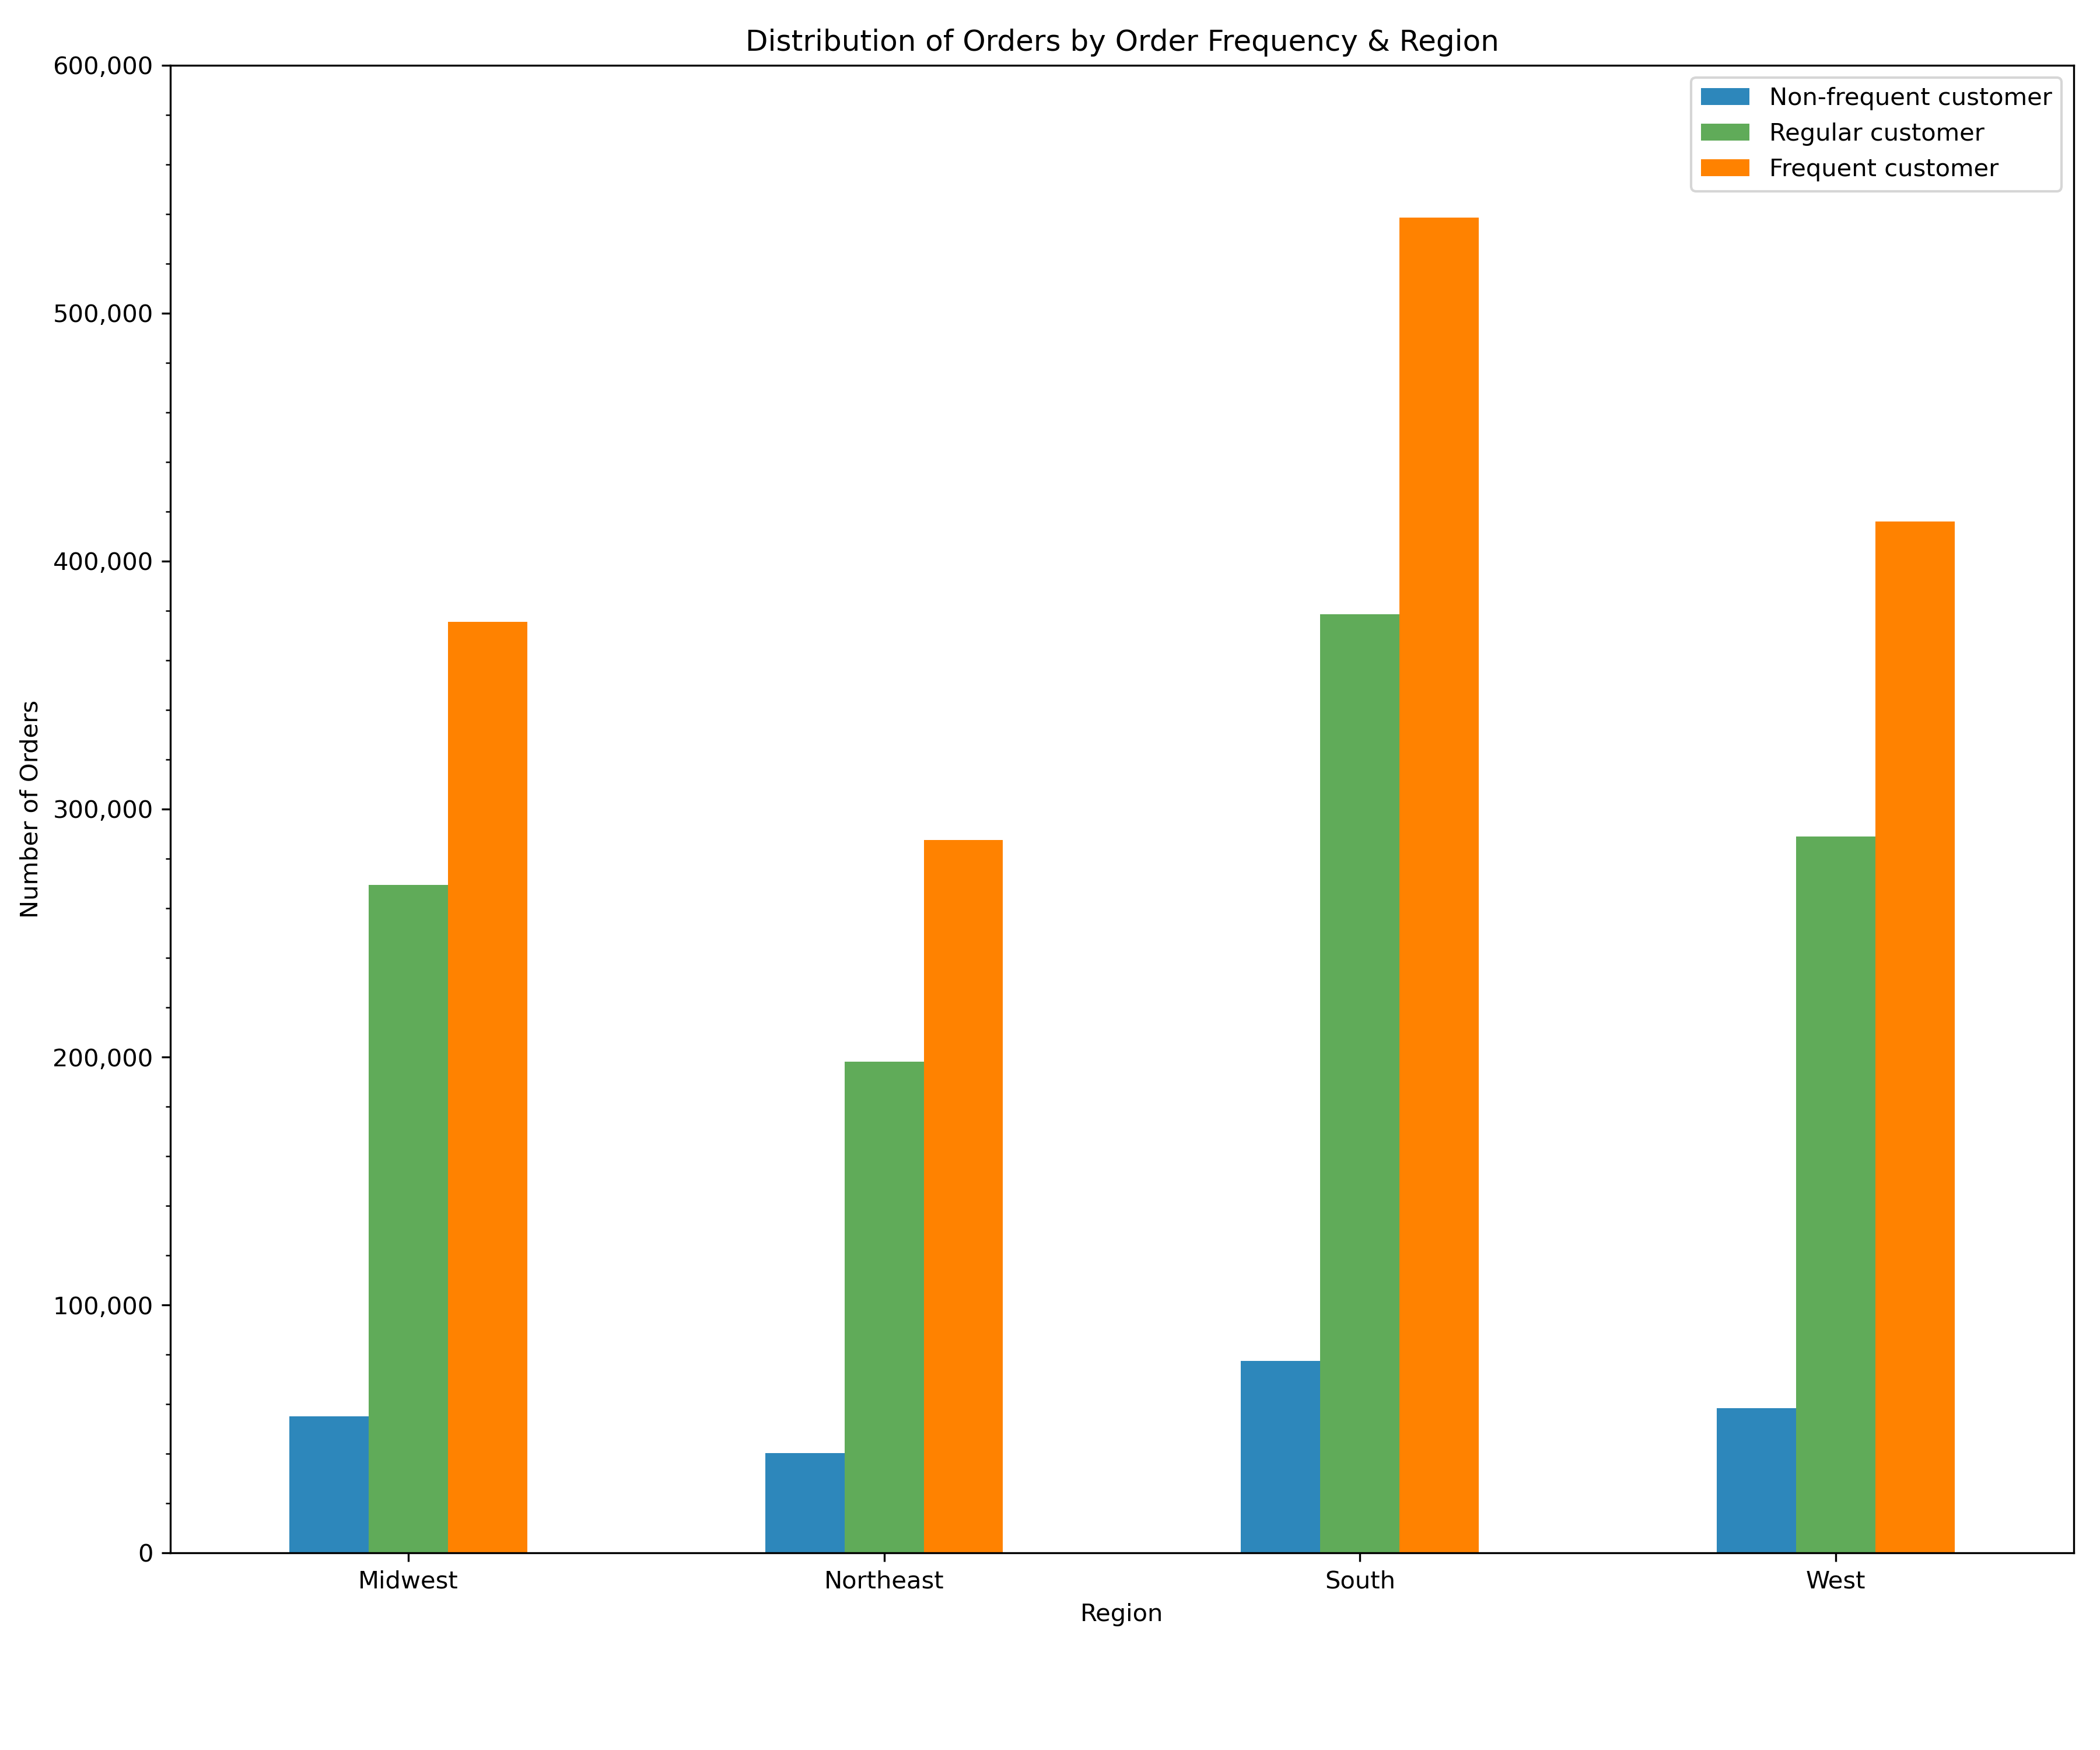 Distribution of Orders by Order Frequency & Region
600,000
500,000
400,000
300,000
200,000
100,000
0
Number of Orders
Non-frequent customer
Regular customer
Frequent customer
Midwest
Northeast
South
West
Region